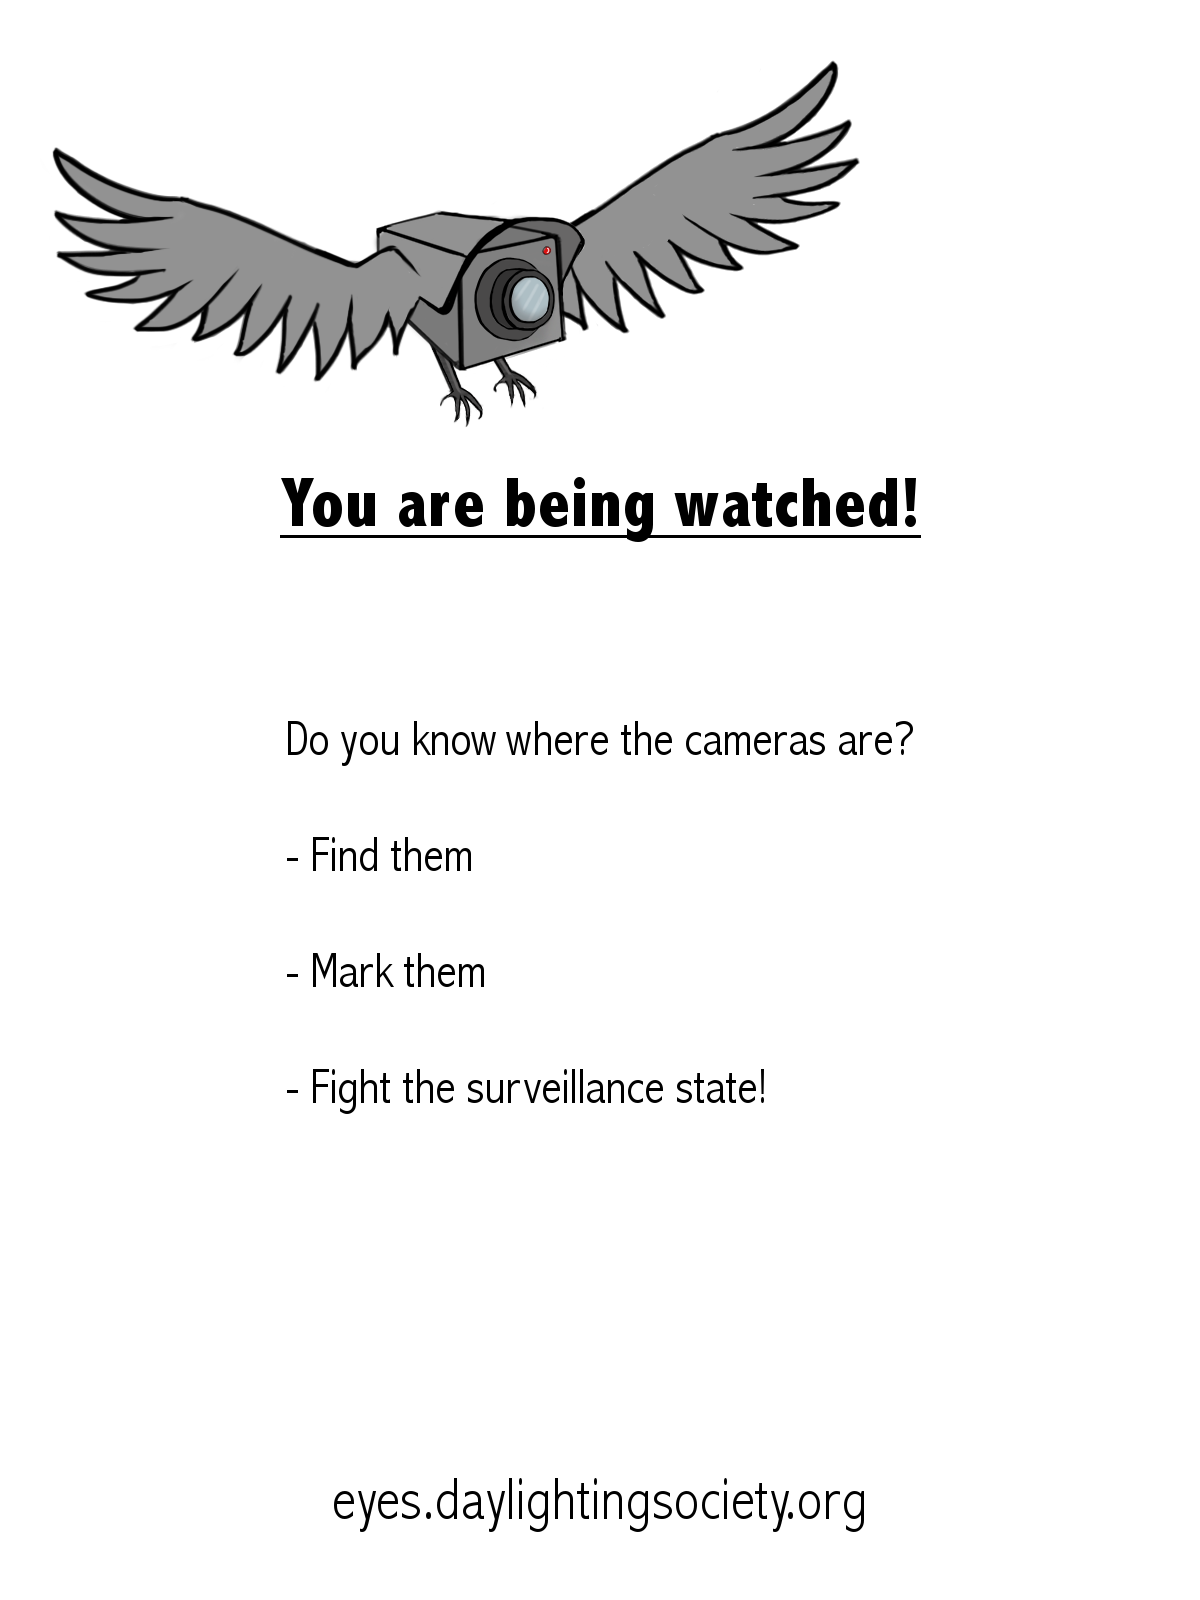 You are being watched!
Do you know where the cameras are?
- Find them
- Mark them
- Fight the surveillance state!
eyes.daylightingsociety.org